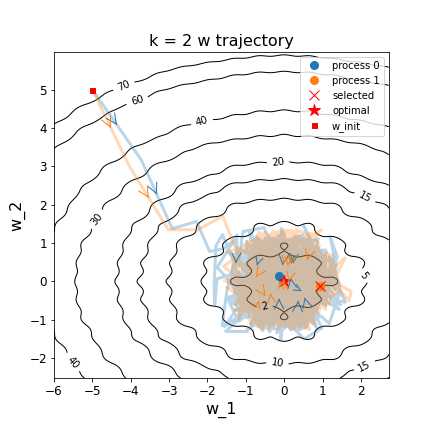 k = 2 w trajectory
process 0
process 1
selected
optimal
w_init
70
60
40
20
15
30
5
2
10
15
40
w_2
5
4
3
2
1
0
−1
−2
−6 −5 −4 −3 −2 −1 0 1 2
w_1